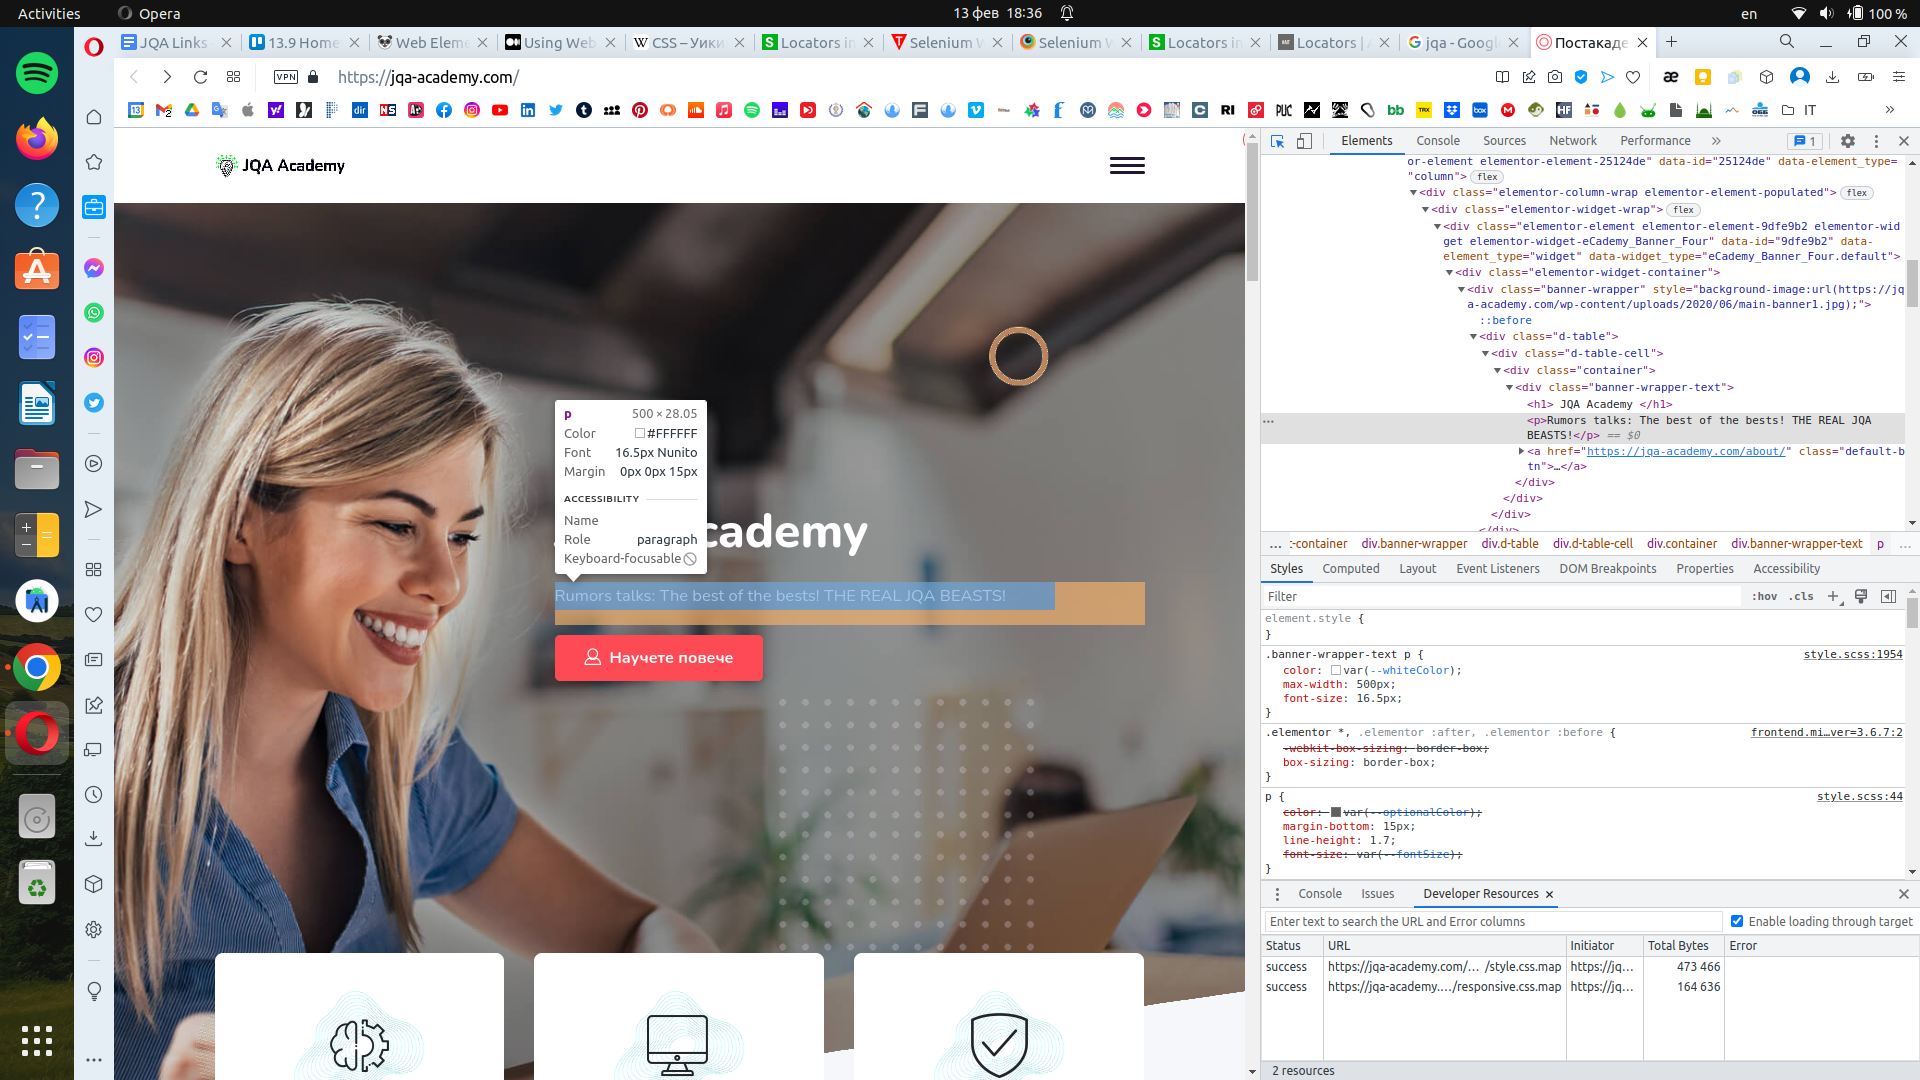 Activities
Opera
13 фев 18:36
en
100 %
JQA Links
13.9 Home
Web Eleme
Using Web
CSS – Уики
Locators in
Selenium W
Selenium W
Locators in
Locators | A
jqa - Google
Постакаде
VPN
https://jqa-academy.com/
IT
JQA Academy
p 500 × 28.05
Color #FFFFFF
Font 16.5px Nunito
Margin 0px 0px 15px
ACCESSIBILITY
Name
Role paragraph
Keyboard-focusable
cademy
Rumors talks: The best of the bests! THE REAL JQA BEASTS!
Научете повече
Elements Console Sources Network Performance 1
or-element elementor-element-25124de" data-id="25124de" data-element_type=
"column"> flex
<div class="elementor-column-wrap elementor-element-populated"> flex
<div class="elementor-widget-wrap"> flex
<div class="elementor-element elementor-element-9dfe9b2 elementor-wid
get elementor-widget-eCademy_Banner_Four" data-id="9dfe9b2" data-
element_type="widget" data-widget_type="eCademy_Banner_Four.default">
<div class="elementor-widget-container">
<div class="banner-wrapper" style="background-image:url(https://jq
a-academy.com/wp-content/uploads/2020/06/main-banner1.jpg);">
::before
<div class="d-table">
<div class="d-table-cell">
<div class="container">
<div class="banner-wrapper-text">
<h1> JQA Academy </h1>
<p>Rumors talks: The best of the bests! THE REAL JQA
BEASTS!</p> == $0
<a href="https://jqa-academy.com/about/" class="default-b
tn">…</a>
</div>
</div>
</div>
</div>
… t-container div.banner-wrapper div.d-table div.d-table-cell div.container div.banner-wrapper-text p …
Styles Computed Layout Event Listeners DOM Breakpoints Properties Accessibility
Filter :hov .cls +
element.style {
}
.banner-wrapper-text p { style.scss:1954
color: var(--whiteColor);
max-width: 500px;
font-size: 16.5px;
}
.elementor *, .elementor :after, .elementor :before { frontend.mi…ver=3.6.7:2
-webkit-box-sizing: border-box;
box-sizing: border-box;
}
p { style.scss:44
color: var(--optionalColor);
margin-bottom: 15px;
line-height: 1.7;
font-size: var(--fontSize);
}
Console Issues Developer Resources
Enter text to search the URL and Error columns Enable loading through target
Status URL Initiator Total Bytes Error
success https://jqa-academy.com/… /style.css.map https://jq… 473 466
success https://jqa-academy.…/responsive.css.map https://jq… 164 636
2 resources